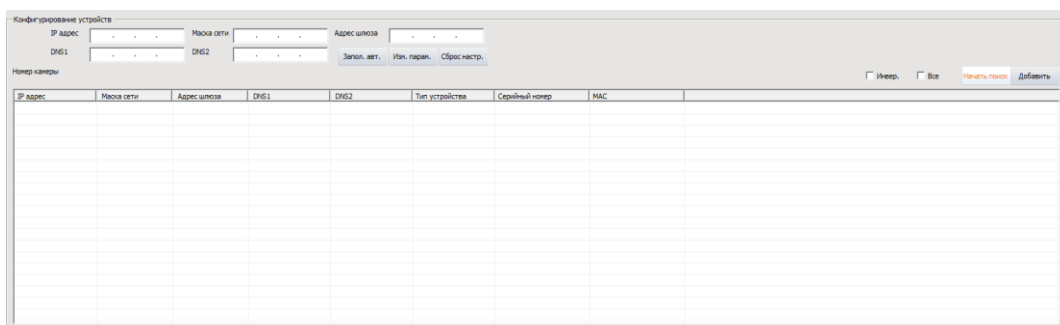 Конфигурирование устройств
IP адрес Маска сети Адрес шлюза
DNS1 DNS2 Запол. авт. Изн. парам. Сброс настр.
Номер камеры Инвер. Все Начать поиск Добавить
IP адрес Маска сети Адрес шлюза DNS1 DNS2 Тип устройства Серийный номер MAC